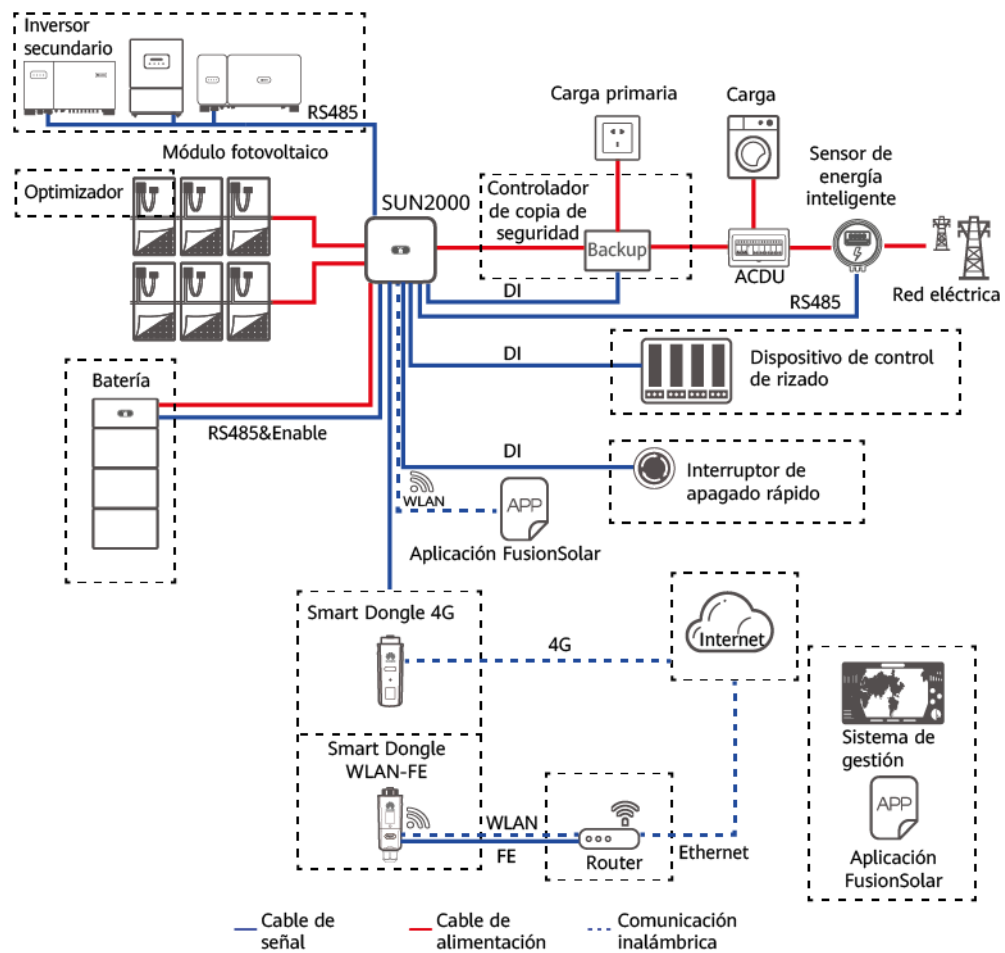 Inversor
secundario
RS485
Módulo fotovoltaico
Optimizador
SUN2000
Controlador
de copia de
seguridad
Backup
Carga primaria
Carga
Sensor de
energía
inteligente
ACDU
Red eléctrica
DI
RS485
DI
Dispositivo de control
de rizado
Batería
RS485&Enable
DI
Interruptor de
apagado rápido
WLAN
APP
Aplicación FusionSolar
Smart Dongle 4G
4G
Internet
Smart Dongle
WLAN-FE
WLAN
FE
Router
Ethernet
Sistema de
gestión
APP
Aplicación
FusionSolar
Cable de
señal
Cable de
alimentación
Comunicación
inalámbrica